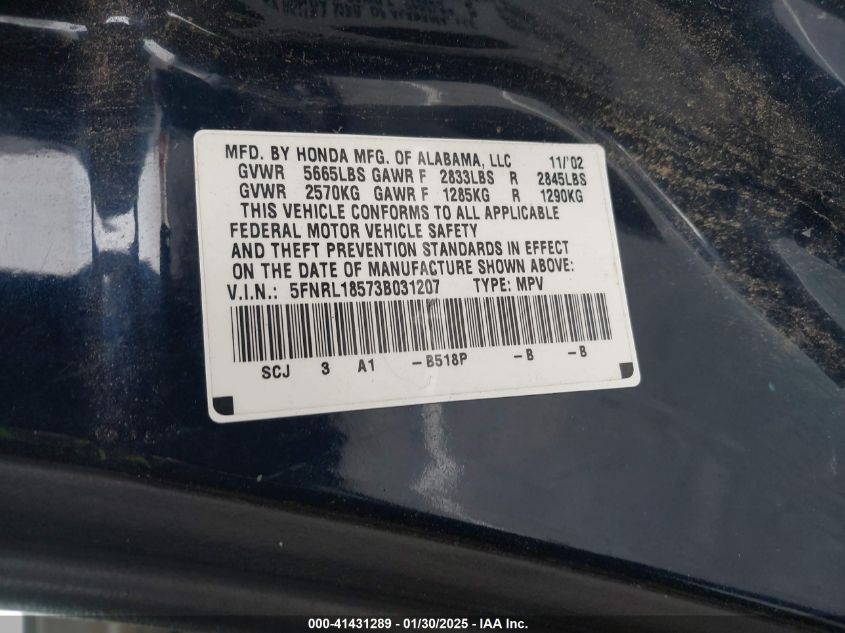 MFD. BY HONDA MFG. OF ALABAMA, LLC 11/'02
GVWR 5665LBS GAWR F 2833LBS R 2845LBS
GVWR 2570KG GAWR F 1285KG R 1290KG
THIS VEHICLE CONFORMS TO ALL APPLICABLE
FEDERAL MOTOR VEHICLE SAFETY
AND THEFT PREVENTION STANDARDS IN EFFECT
ON THE DATE OF MANUFACTURE SHOWN ABOVE:
V.I.N.: 5FNRL18573B031207 TYPE: MPV
SCJ 3 A1 -B518P -B -B
000-41431289 - 01/30/2025 - IAA Inc.